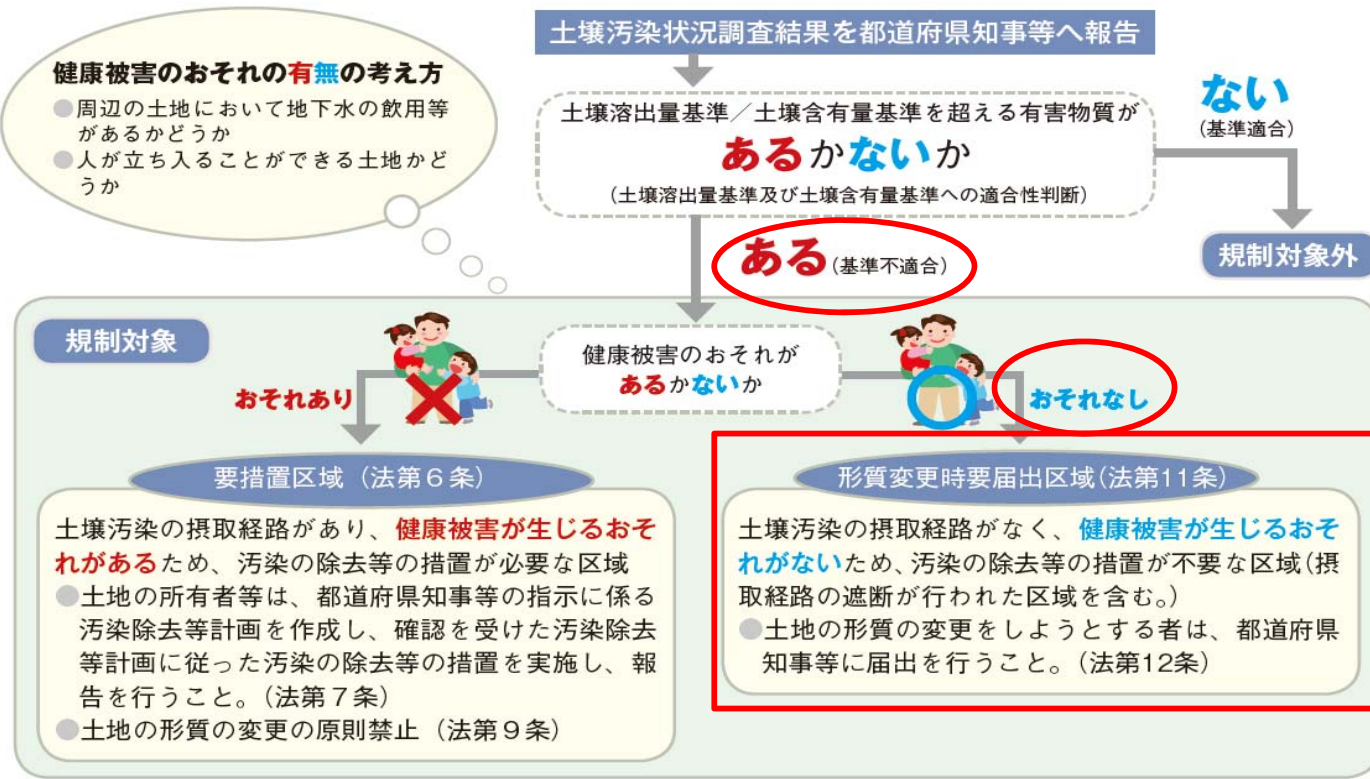 土壌汚染状況調査結果を都道府県知事等へ報告
健康被害のおそれの有無の考え方
●周辺の土地において地下水の飲用等
があるかどうか
●人が立ち入ることができる土地かど
うか
土壌溶出量基準／土壌含有量基準を超える有害物質が
あるかないか
（土壌溶出量基準及び土壌含有量基準への適合性判断）
ない
（基準適合）
規制対象外
ある（基準不適合）
規制対象
健康被害のおそれが
あるかないか
おそれあり
おそれなし
要措置区域（法第６条）
土壌汚染の摂取経路があり、健康被害が生じるおそ
れがあるため、汚染の除去等の措置が必要な区域
●土地の所有者等は、都道府県知事等の指示に係る
汚染除去等計画を作成し、確認を受けた汚染除去
等計画に従った汚染の除去等の措置を実施し、報
告を行うこと。（法第７条）
●土地の形質の変更の原則禁止（法第９条）
形質変更時要届出区域（法第11条）
土壌汚染の摂取経路がなく、健康被害が生じるおそ
れがないため、汚染の除去等の措置が不要な区域（摂
取経路の遮断が行われた区域を含む。）
●土地の形質の変更をしようとする者は、都道府県
知事等に届出を行うこと。（法第12条）